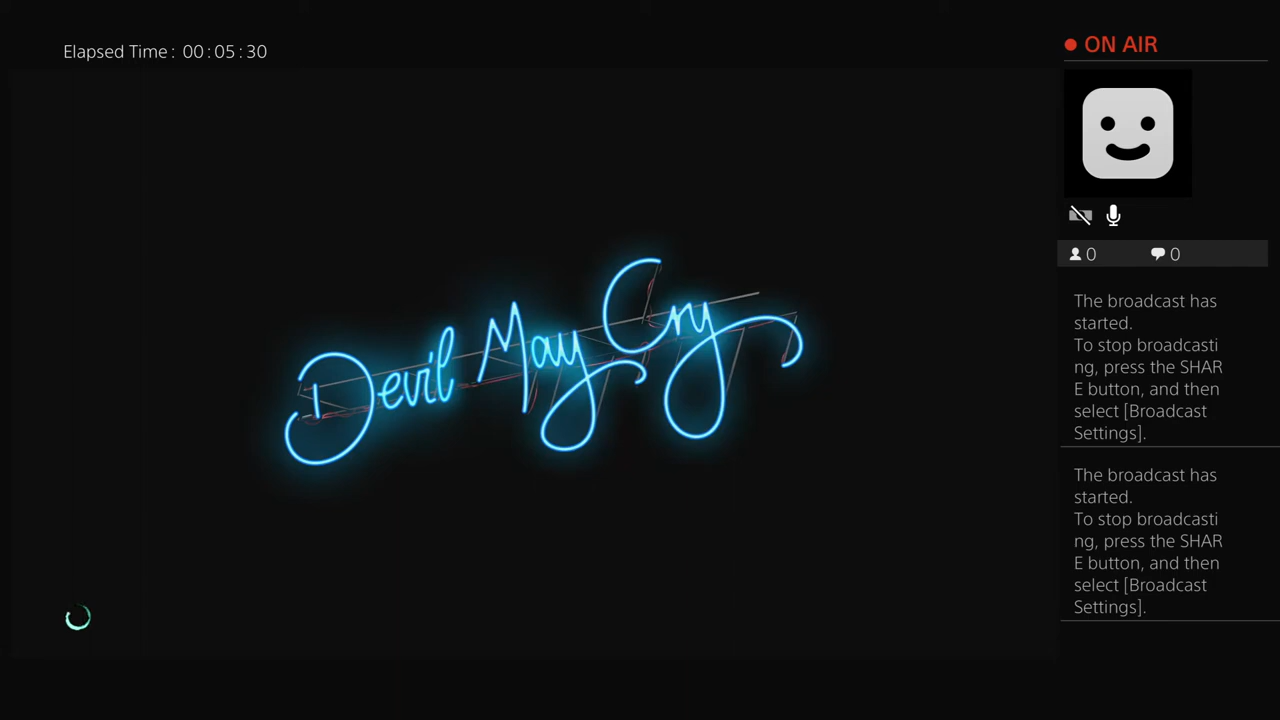 Elapsed Time: 00:05:30
ON AIR
Devil May Cry
0
0
The broadcast has
started.
To stop broadcasti
ng, press the SHAR
E button, and then
select [Broadcast
Settings].
The broadcast has
started.
To stop broadcasti
ng, press the SHAR
E button, and then
select [Broadcast
Settings].